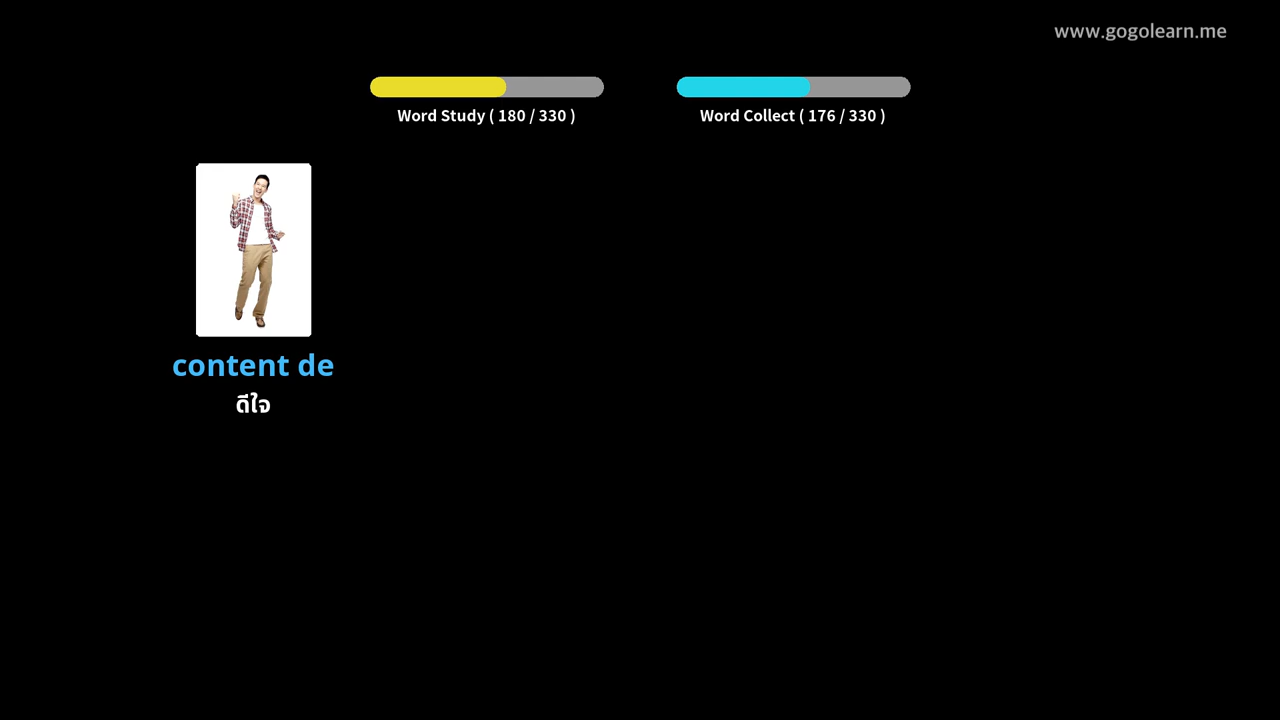 www.gogolearn.me
Word Study ( 180 / 330 )
Word Collect ( 176 / 330 )
content de
ดีใจ